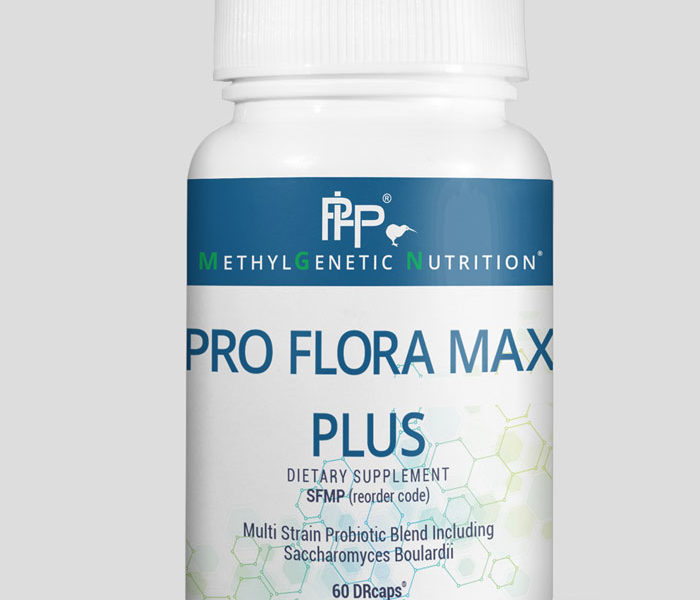 PHP®
METHYLGENETIC NUTRITION®
PRO FLORA MAX
PLUS
DIETARY SUPPLEMENT
SFMP (reorder code)
Multi Strain Probiotic Blend Including
Saccharomyces Boulardii
60 DRcaps®